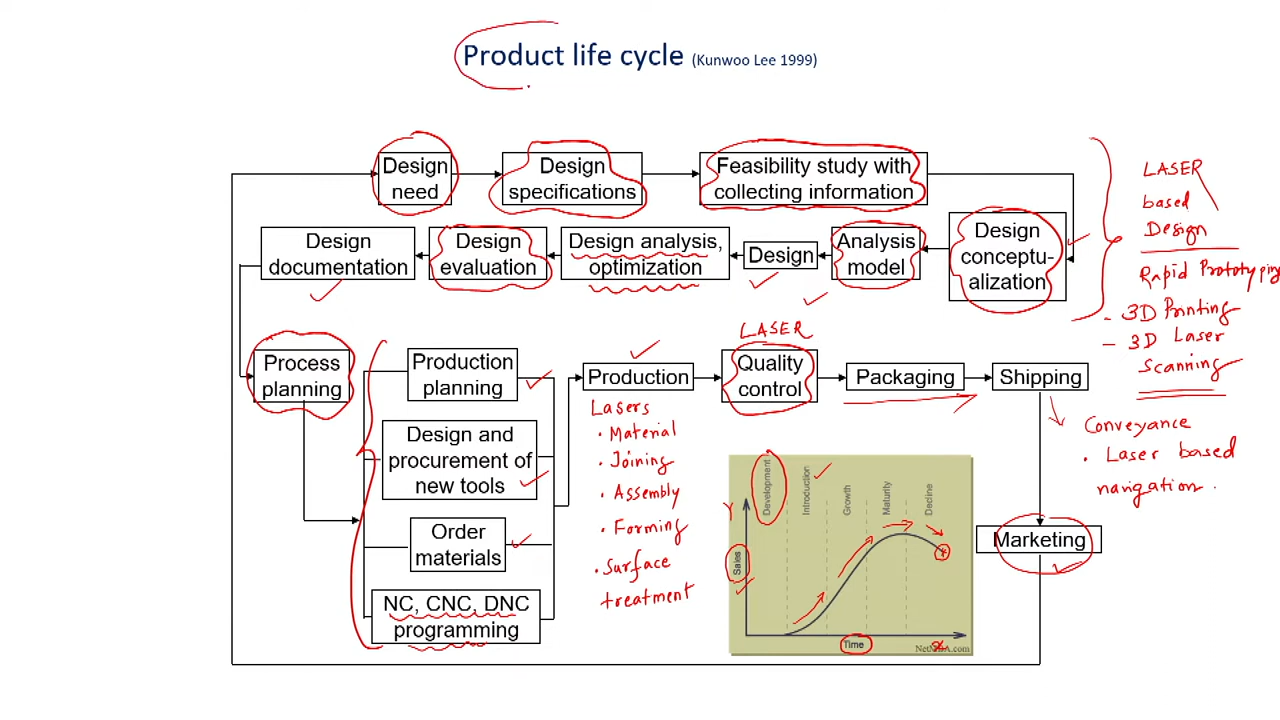 Product life cycle (Kunwoo Lee 1999)
Design
need
Design
specifications
Feasibility study with
collecting information
LASER
based
Design
Rapid Prototyping
- 3D Printing
- 3D Laser
Scanning
Design
conceptu-
alization
Analysis
model
Design
Design analysis,
optimization
Design
evaluation
Design
documentation
Process
planning
Production
planning
Design and
procurement of
new tools
Order
materials
NC, CNC, DNC
programming
Production
Lasers
• Material
• Joining
• Assembly
• Forming
• Surface
treatment
LASER
Quality
control
Packaging
Shipping
Conveyance
• Laser based
navigation.
Marketing
Development
Introduction
Growth
Maturity
Decline
Y
Sales
Time
x
NetMBA.com